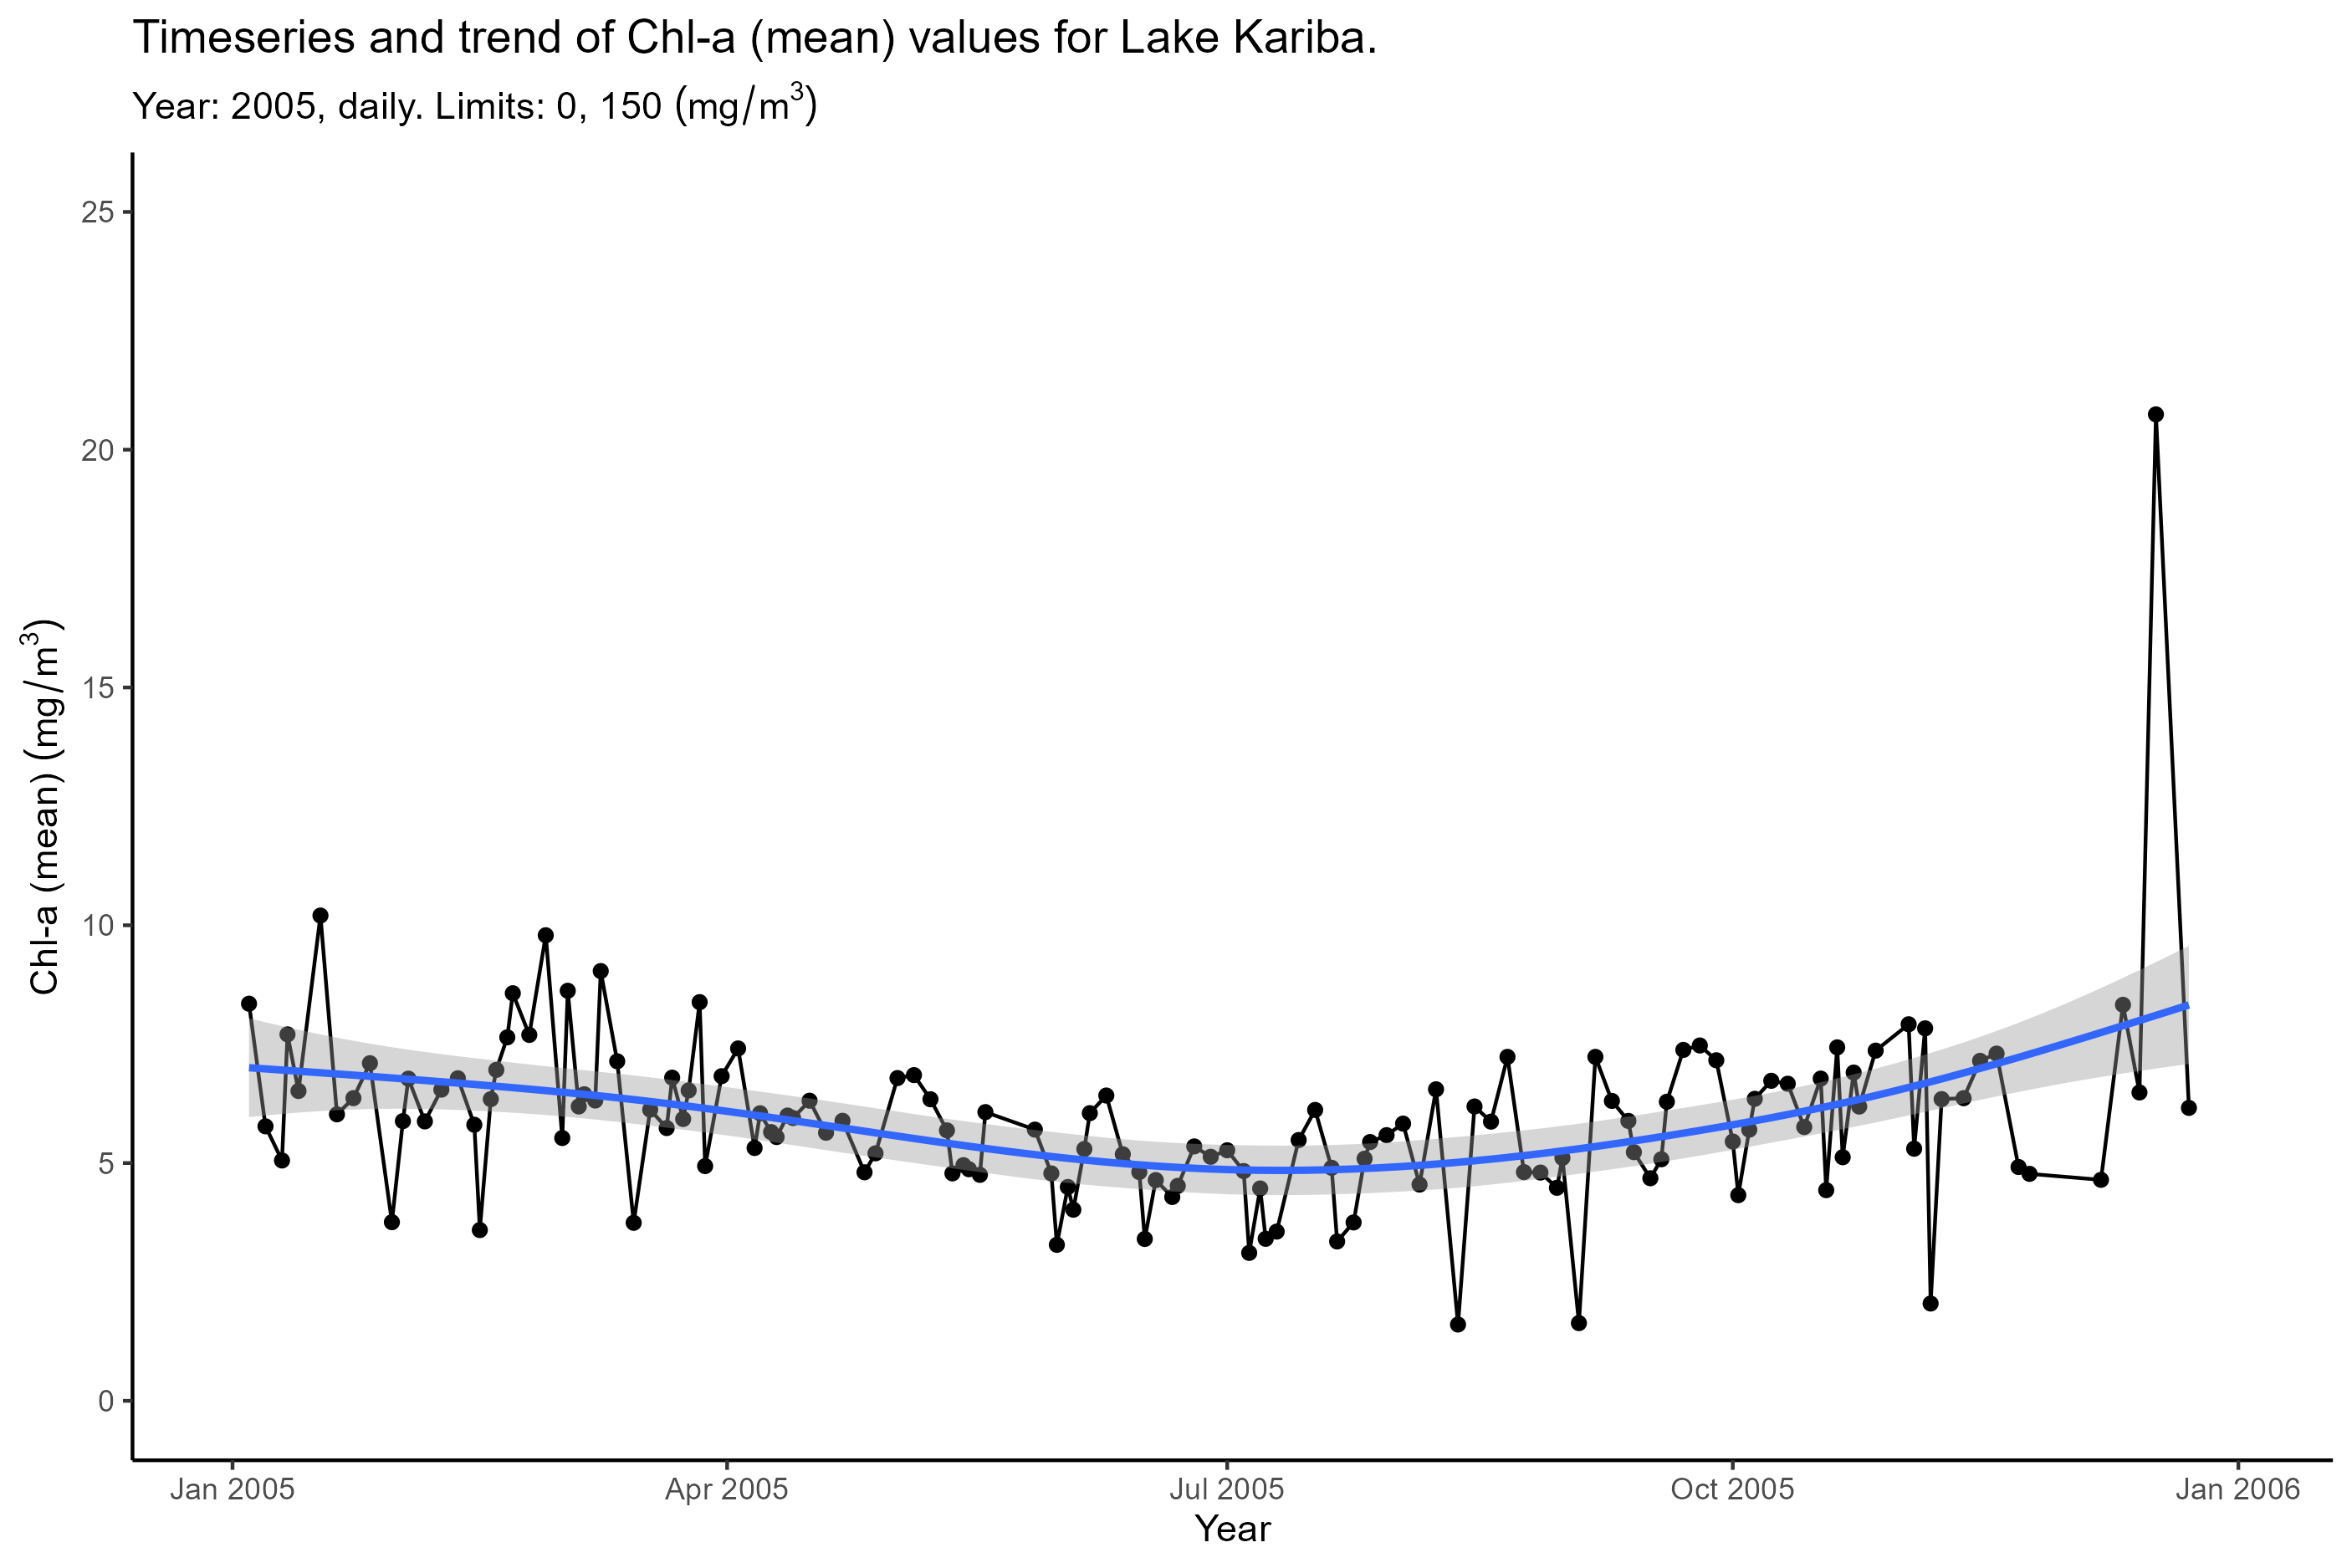 Timeseries and trend of Chl-a (mean) values for Lake Kariba.
Year: 2005, daily. Limits: 0, 150 (mg/m³)
25
20
15
10
5
0
Chl-a (mean) (mg/m³)
Jan 2005 Apr 2005 Jul 2005 Oct 2005 Jan 2006
Year